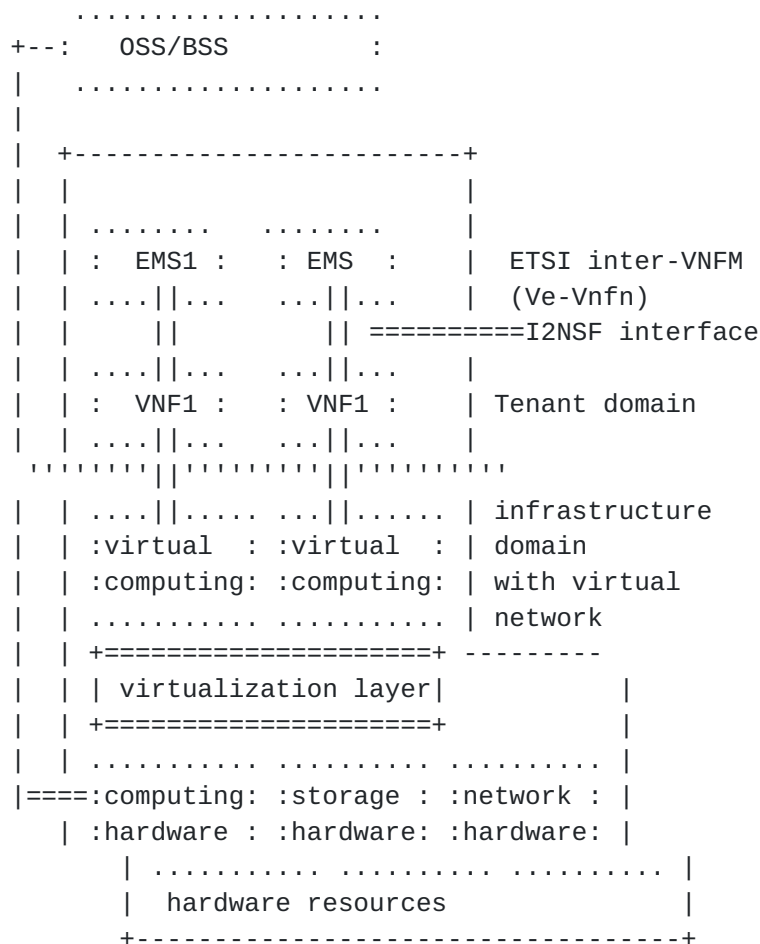 ....................
+--:   OSS/BSS         :
|   ....................
|
|  +-------------------------+
|  |                         |
|  | ........   ........     |
|  | :  EMS1 :   : EMS  :    |  ETSI inter-VNFM
|  | ....||...   ...||...    |  (Ve-Vnfn)
|  |     ||         || ==========I2NSF interface
|  | ....||...   ...||...    |
|  | :  VNF1 :   : VNF1 :    | Tenant domain
|  | ....||...   ...||...    |
 ''''''''||'''''''''||''''''''''
|  | ....||..... ...||...... | infrastructure
|  | :virtual  : :virtual  : | domain
|  | :computing: :computing: | with virtual
|  | ........... ........... | network
|  | +=====================+ ---------
|  | | virtualization layer|           |
|  | +=====================+           |
|  | ........... .......... .......... |
|====:computing: :storage : :network : |
   | :hardware : :hardware: :hardware: |
       | ........... .......... .......... |
       |  hardware resources               |
       +-----------------------------------+